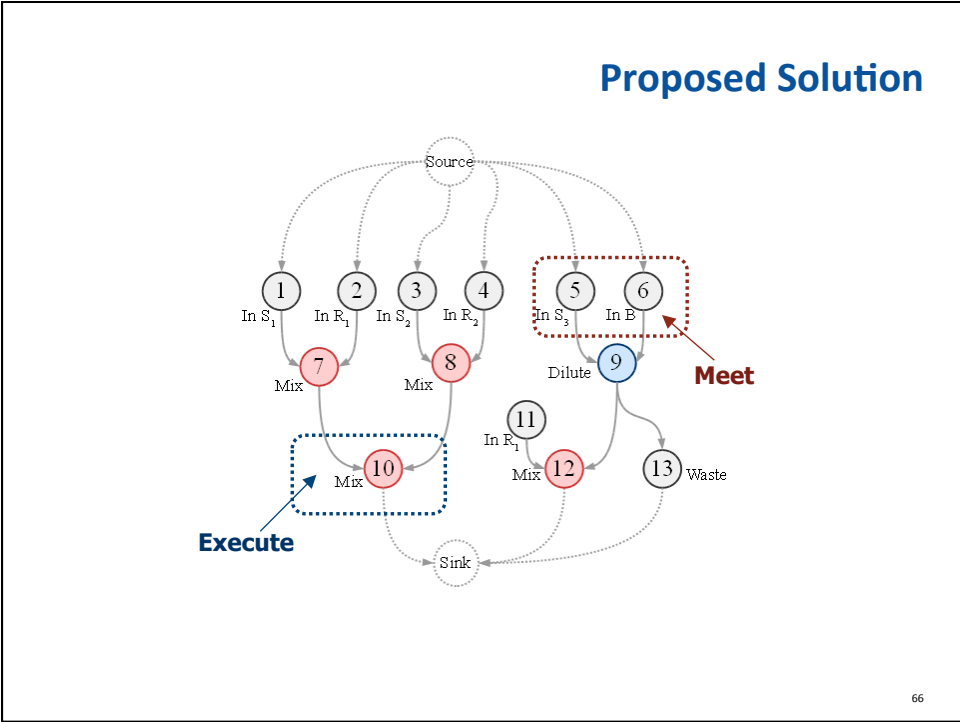 Proposed Solution
Source
1
2
3
4
5
6
In S₁
In R₁
In S₂
In R₂
In S₃
In B
7
8
9
Mix
Mix
Dilute
Meet
11
In R₁
10
12
13
Mix
Mix
Waste
Execute
Sink
66